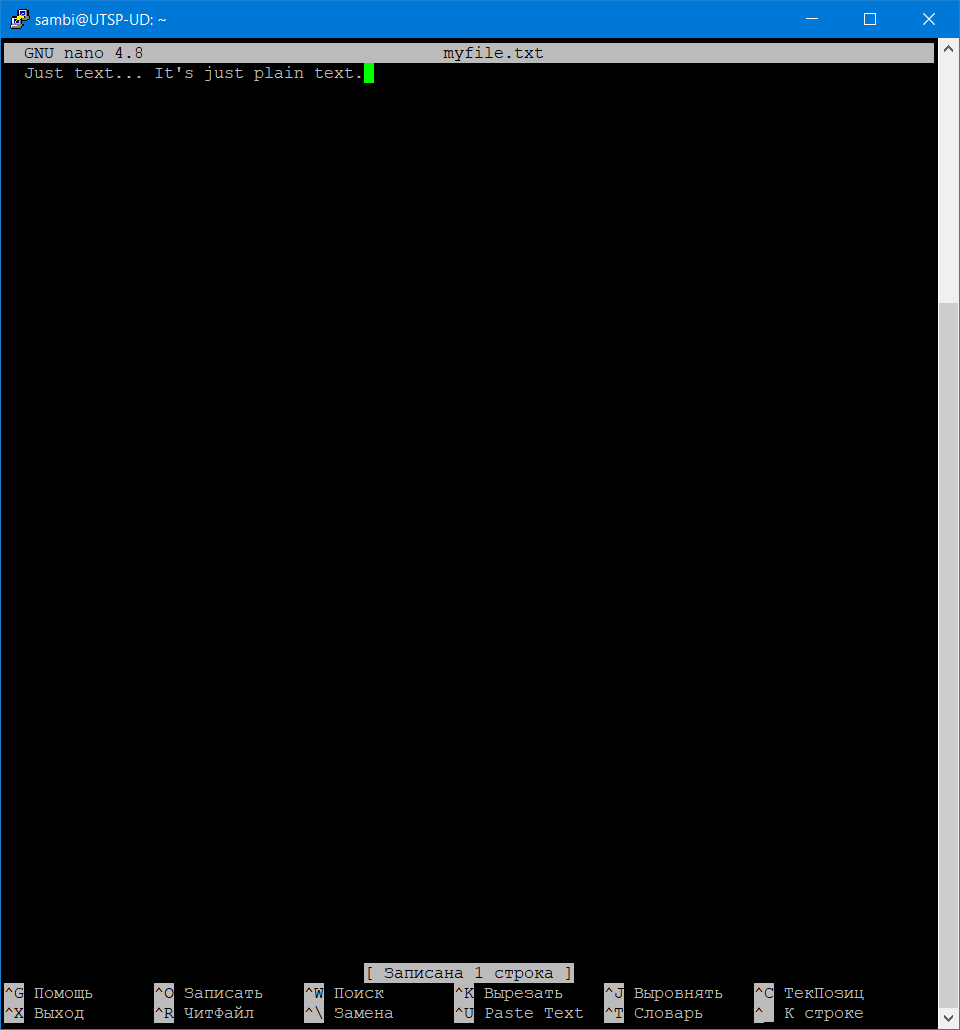 sambi@UTSP-UD: ~
GNU nano 4.8 myfile.txt
Just text... It's just plain text.
[ Записана 1 строка ]
^G Помощь ^O Записать ^W Поиск ^K Вырезать ^J Выровнять ^C ТекПозиц
^X Выход ^R ЧитФайл ^\ Замена ^U Paste Text ^T Словарь ^_ К строке